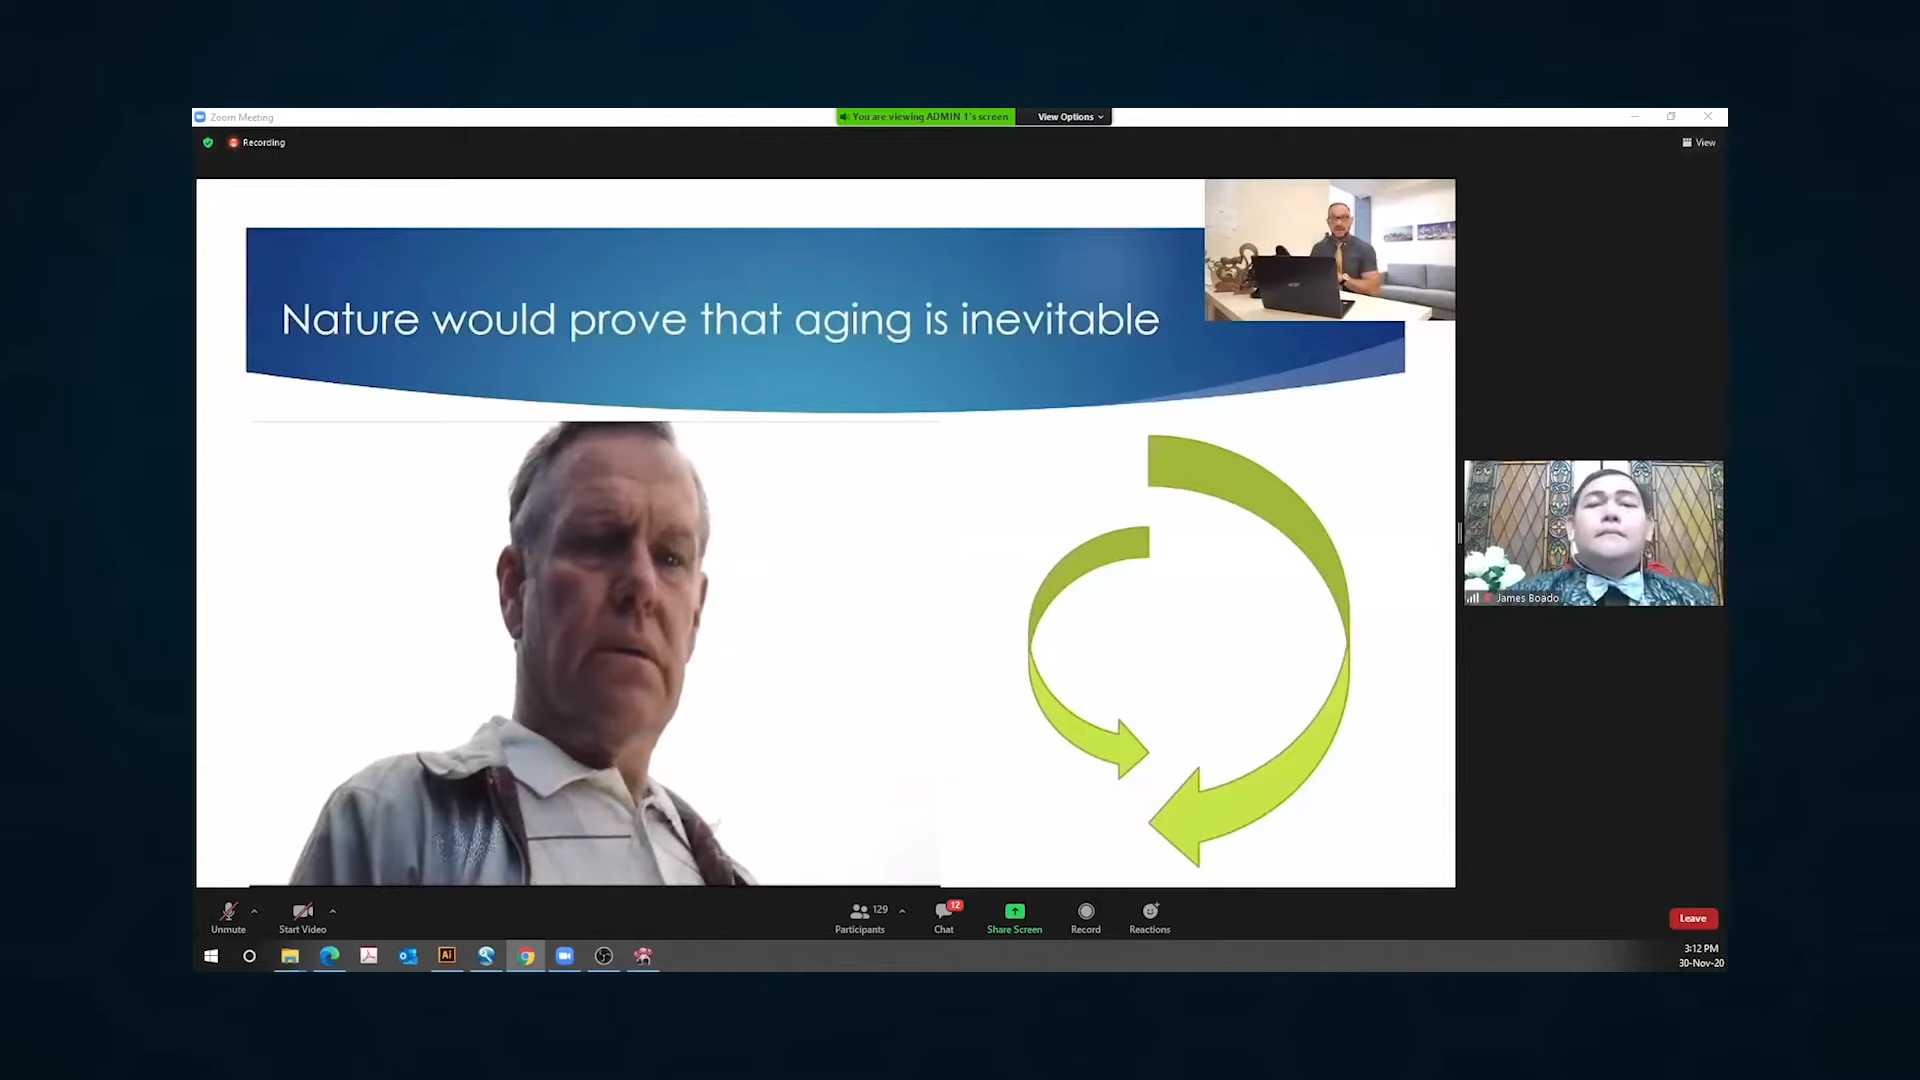 Zoom Meeting
You are viewing ADMIN 1's screen
View Options
Recording
View
Nature would prove that aging is inevitable
acer
James Boado
Unmute
Start Video
129
Participants
12
Chat
Share Screen
Record
Reactions
Leave
Ai
3:12 PM
30-Nov-20